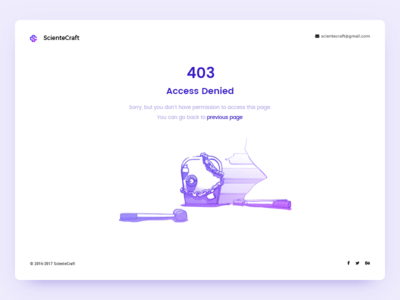 ScienteCraft
scientecraft@gmail.com
403
Access Denied
Sorry, but you don't have permission to access this page
You can go back to previous page
© 2016-2017 ScienteCraft